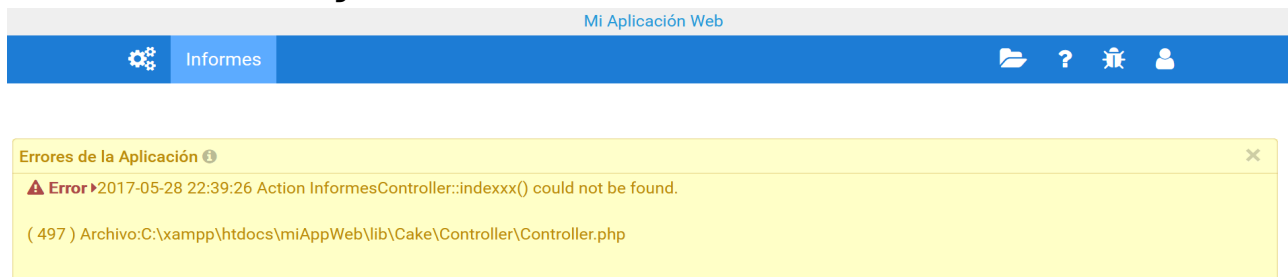 Mi Aplicación Web
Informes
?
Errores de la Aplicación
Error 2017-05-28 22:39:26 Action InformesController::indexxx() could not be found.
( 497 ) Archivo:C:\xampp\htdocs\miAppWeb\lib\Cake\Controller\Controller.php